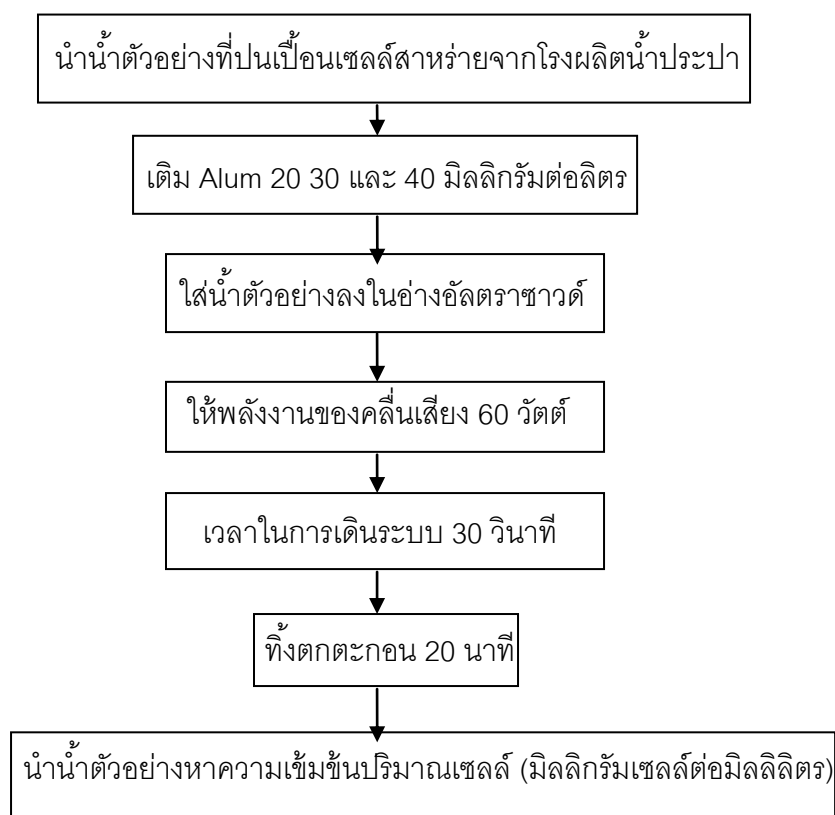 นำน้ำตัวอย่างที่ปนเปื้อนเซลล์สาหร่ายจากโรงผลิตน้ำประปา
เติม Alum 20 30 และ 40 มิลลิกรัมต่อลิตร
ใส่น้ำตัวอย่างลงในอ่างอัลตราซาวด์
ให้พลังงานของคลื่นเสียง 60 วัตต์
เวลาในการเดินระบบ 30 วินาที
ทิ้งตกตะกอน 20 นาที
นำน้ำตัวอย่างหาความเข้มข้นปริมาณเซลล์ (มิลลิกรัมเซลล์ต่อมิลลิลิตร)